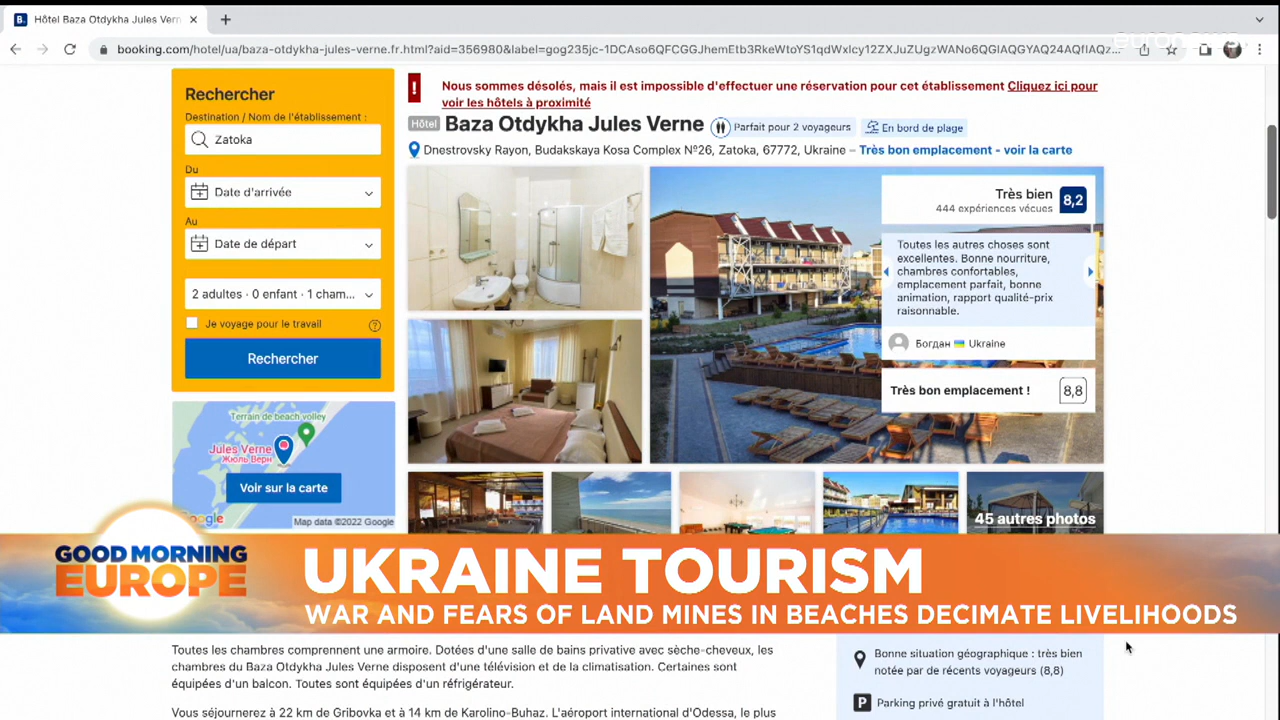 Hôtel Baza Otdykha Jules Vern
booking.com/hotel/ua/baza-otdykha-jules-verne.fr.html?aid=356980&label=gog235jc-1DCAso6QFCGGJhemEtb3RkeWtoYS1qdWxlcy12ZXJuZUgzWANo6QGIAQGYAQ24AQfIAQz...
euronews.
Rechercher
Destination / Nom de l'établissement :
Zatoka
Du
Date d'arrivée
Au
Date de départ
2 adultes · 0 enfant · 1 cham...
Je voyage pour le travail
Rechercher
Terrain de beach volley
Jules Verne
Жюль Верн
Voir sur la carte
Google
Map data ©2022 Google
Nous sommes désolés, mais il est impossible d'effectuer une réservation pour cet établissement Cliquez ici pour
voir les hôtels à proximité
Hôtel Baza Otdykha Jules Verne Parfait pour 2 voyageurs En bord de plage
Dnestrovsky Rayon, Budakskaya Kosa Complex Nº26, Zatoka, 67772, Ukraine – Très bon emplacement - voir la carte
Très bien 8,2
444 expériences vécues
Toutes les autres choses sont
excellentes. Bonne nourriture,
chambres confortables,
emplacement parfait, bonne
animation, rapport qualité-prix
raisonnable.
Богдан Ukraine
Très bon emplacement ! 8,8
45 autres photos
GOOD MORNING
EUROPE
UKRAINE TOURISM
WAR AND FEARS OF LAND MINES IN BEACHES DECIMATE LIVELIHOODS
Toutes les chambres comprennent une armoire. Dotées d'une salle de bains privative avec sèche-cheveux, les
chambres du Baza Otdykha Jules Verne disposent d'une télévision et de la climatisation. Certaines sont
équipées d'un balcon. Toutes sont équipées d'un réfrigérateur.
Vous séjournerez à 22 km de Gribovka et à 14 km de Karolino-Buhaz. L'aéroport international d'Odessa, le plus
Bonne situation géographique : très bien
notée par de récents voyageurs (8,8)
P Parking privé gratuit à l'hôtel